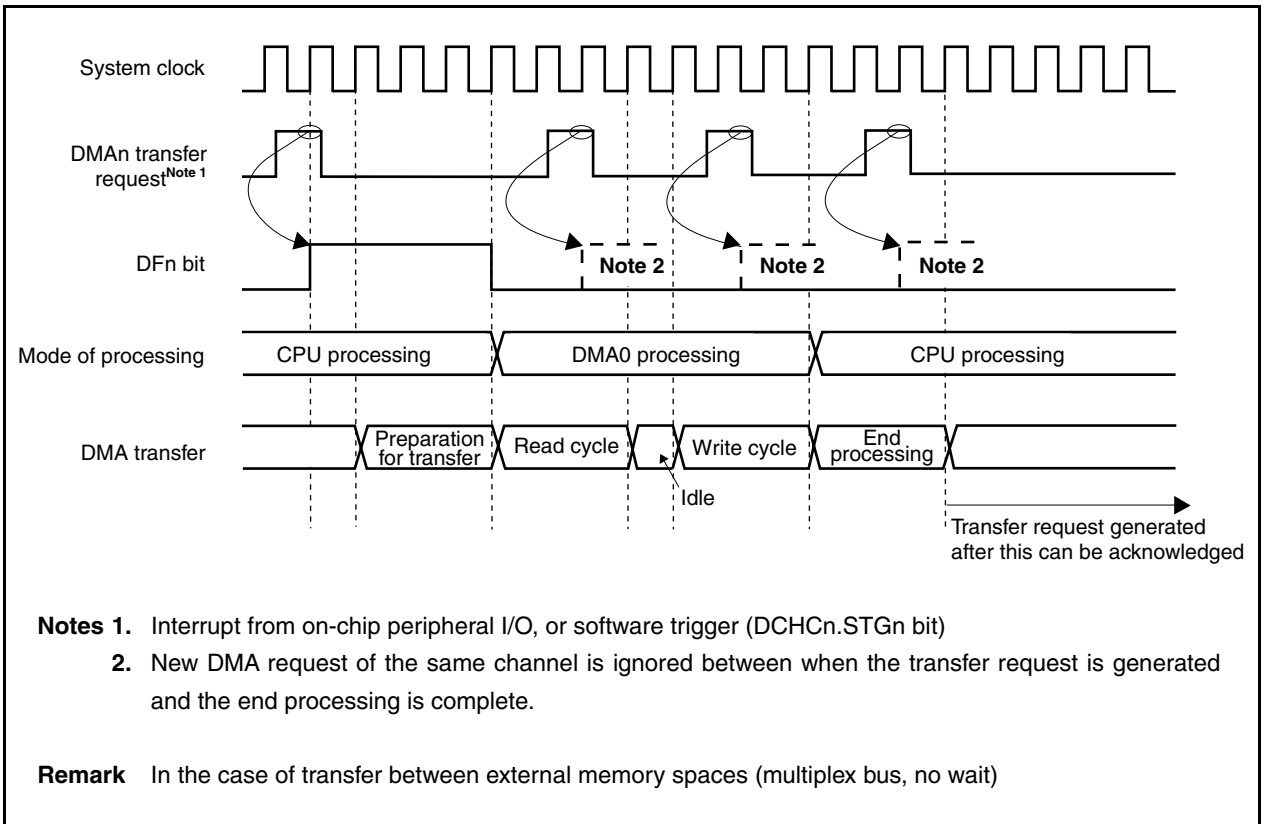 System clock
DMAn transfer
request Note 1
DFn bit
Note 2
Note 2
Note 2
Mode of processing
CPU processing
DMA0 processing
CPU processing
DMA transfer
Preparation
for transfer
Read cycle
Idle
Write cycle
End
processing
Transfer request generated
after this can be acknowledged
Notes 1. Interrupt from on-chip peripheral I/O, or software trigger (DCHCn.STGn bit)
2. New DMA request of the same channel is ignored between when the transfer request is generated
and the end processing is complete.
Remark In the case of transfer between external memory spaces (multiplex bus, no wait)